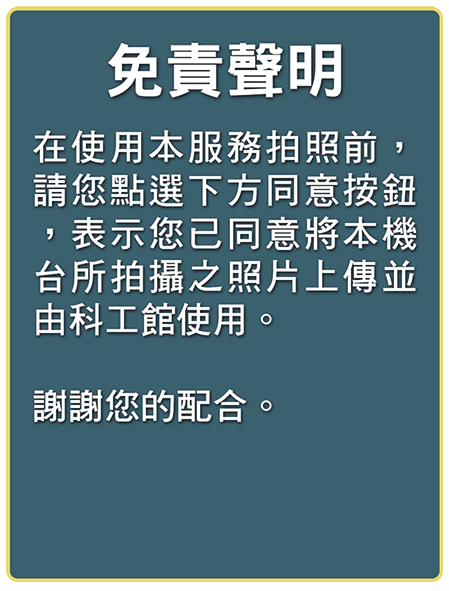 免責聲明
在使用本服務拍照前，
請您點選下方同意按鈕
，表示您已同意將本機
台所拍攝之照片上傳並
由科工館使用。
謝謝您的配合。